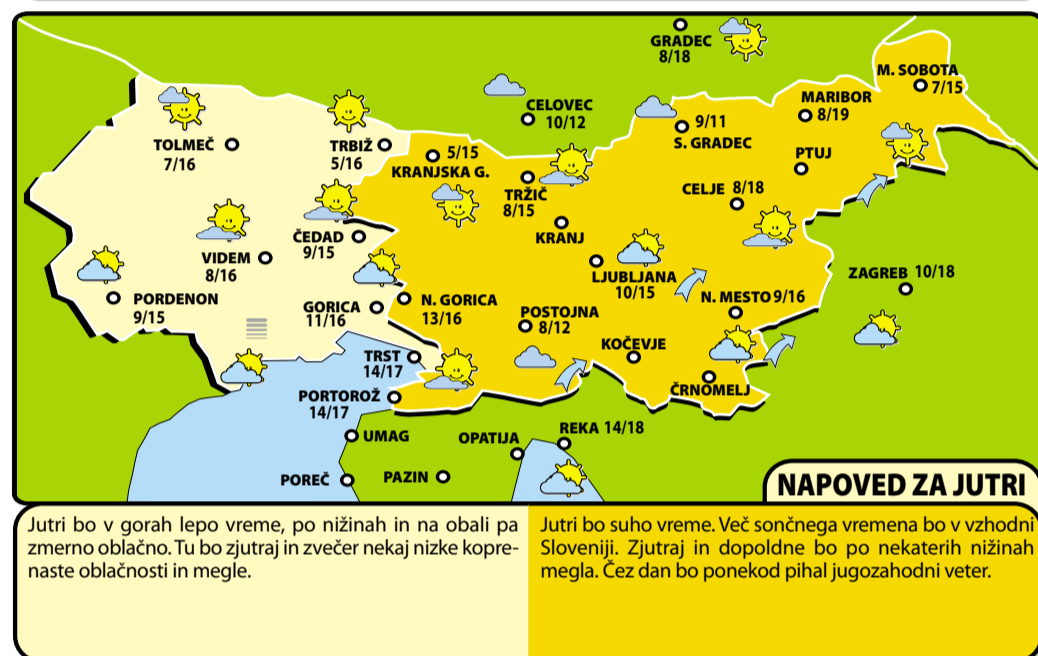 GRADEC
8/18
M. SOBOTA
7/15
CELOVEC
10/12
MARIBOR
8/19
9/11
S. GRADEC
TOLMEČ
7/16
TRBIŽ
5/16
5/15
KRANJSKA G.
PTUJ
TRŽIČ
8/15
CELJE 8/18
KRANJ
ČEDAD
9/15
VIDEM
8/16
LJUBLJANA
10/15
ZAGREB 10/18
PORDENON
9/15
GORICA
11/16
N. GORICA
13/16
N. MESTO 9/16
POSTOJNA
8/12
KOČEVJE
TRST
14/17
ČRNOMELJ
PORTOROŽ
14/17
UMAG
OPATIJA
REKA 14/18
POREČ
PAZIN
NAPOVED ZA JUTRI
Jutri bo v gorah lepo vreme, po nižinah in na obali pa
zmerno oblačno. Tu bo zjutraj in zvečer nekaj nizke kopre-
naste oblačnosti in megle.
Jutri bo suho vreme. Več sončnega vremena bo v vzhodni
Sloveniji. Zjutraj in dopoldne bo po nekaterih nižinah
megla. Čez dan bo ponekod pihal jugozahodni veter.